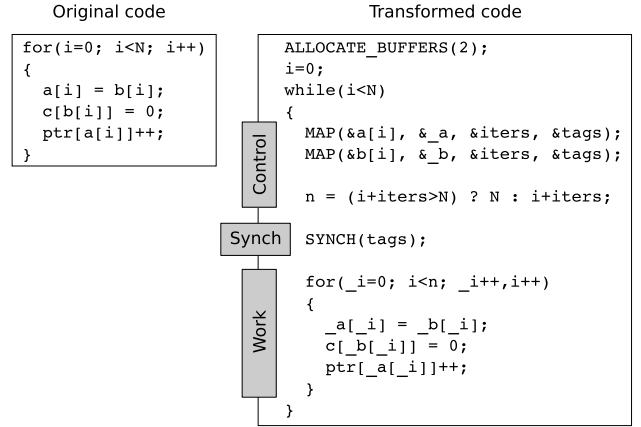 Original code
for(i=0; i<N; i++)
{
a[i] = b[i];
c[b[i]] = 0;
ptr[a[i]]++;
}
Transformed code
ALLOCATE_BUFFERS(2);
i=0;
while(i<N)
{
MAP(&a[i], &_a, &iters, &tags);
MAP(&b[i], &_b, &iters, &tags);
n = (i+iters>N) ? N : i+iters;
SYNCH(tags);
for(_i=0; i<n; _i++,i++)
{
_a[_i] = _b[_i];
c[_b[_i]] = 0;
ptr[_a[_i]]++;
}
}
Control
Synch
Work